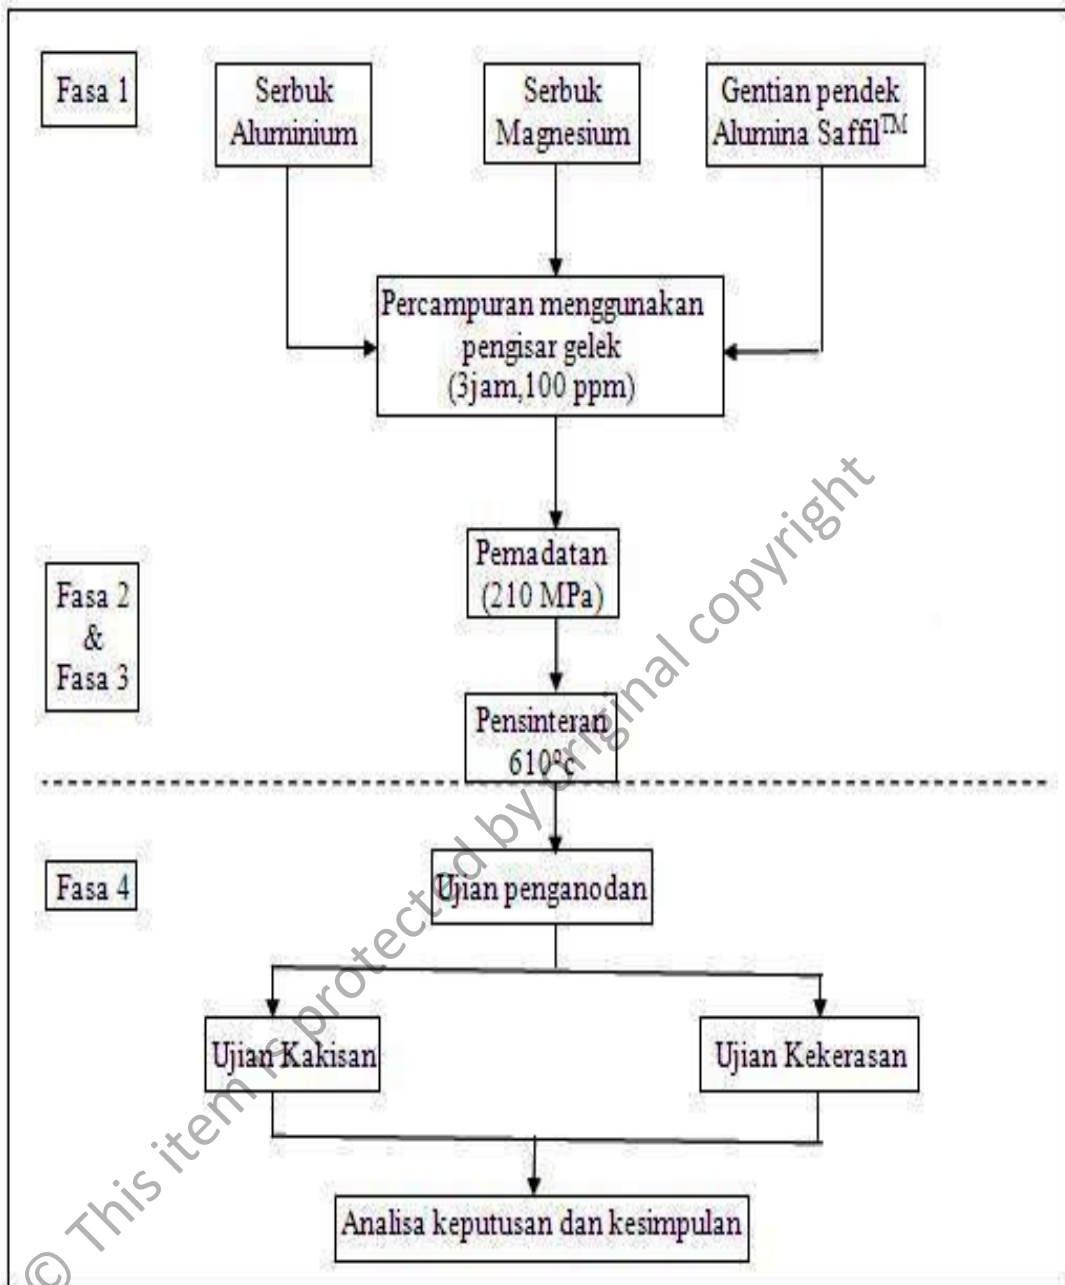 Fasa 1
Serbuk
Aluminium
Serbuk
Magnesium
Gentian pendek
Alumina Saffil™
Percampuran menggunakan
pengisar gelek
(3jam,100 ppm)
Pemadatan
(210 MPa)
Fasa 2
&
Fasa 3
Pensinteran
610⁰c
Fasa 4
Ujian penganodan
Ujian Kakisan
Ujian Kekerasan
Analisa keputusan dan kesimpulan
© This item is protected by original copyright